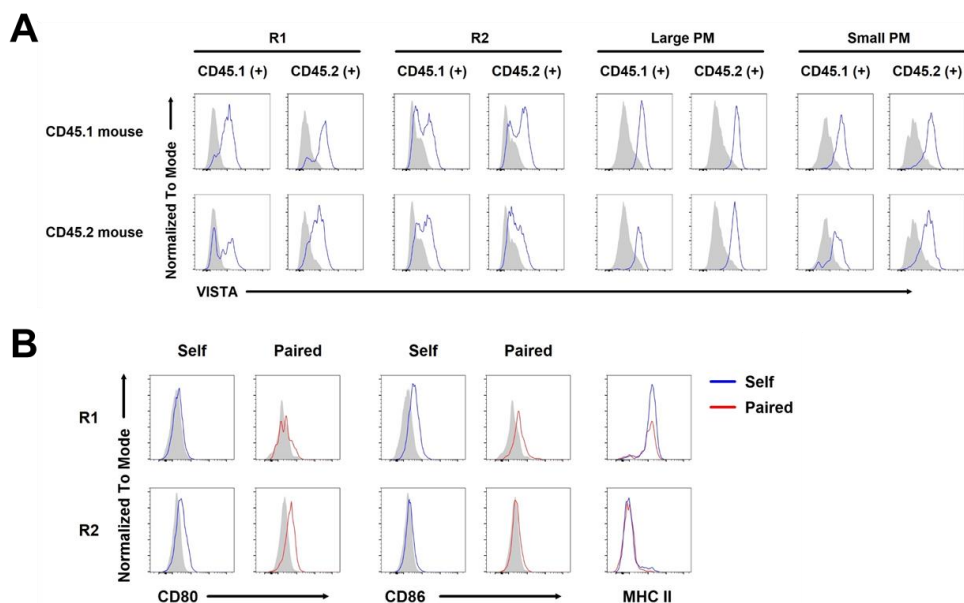 A
R1 R2 Large PM Small PM
CD45.1 (+) CD45.2 (+) CD45.1 (+) CD45.2 (+) CD45.1 (+) CD45.2 (+) CD45.1 (+) CD45.2 (+)
CD45.1 mouse
CD45.2 mouse
Normalized To Mode
VISTA
B
Self Paired Self Paired
Self
Paired
R1
R2
Normalized To Mode
CD80 CD86 MHC II